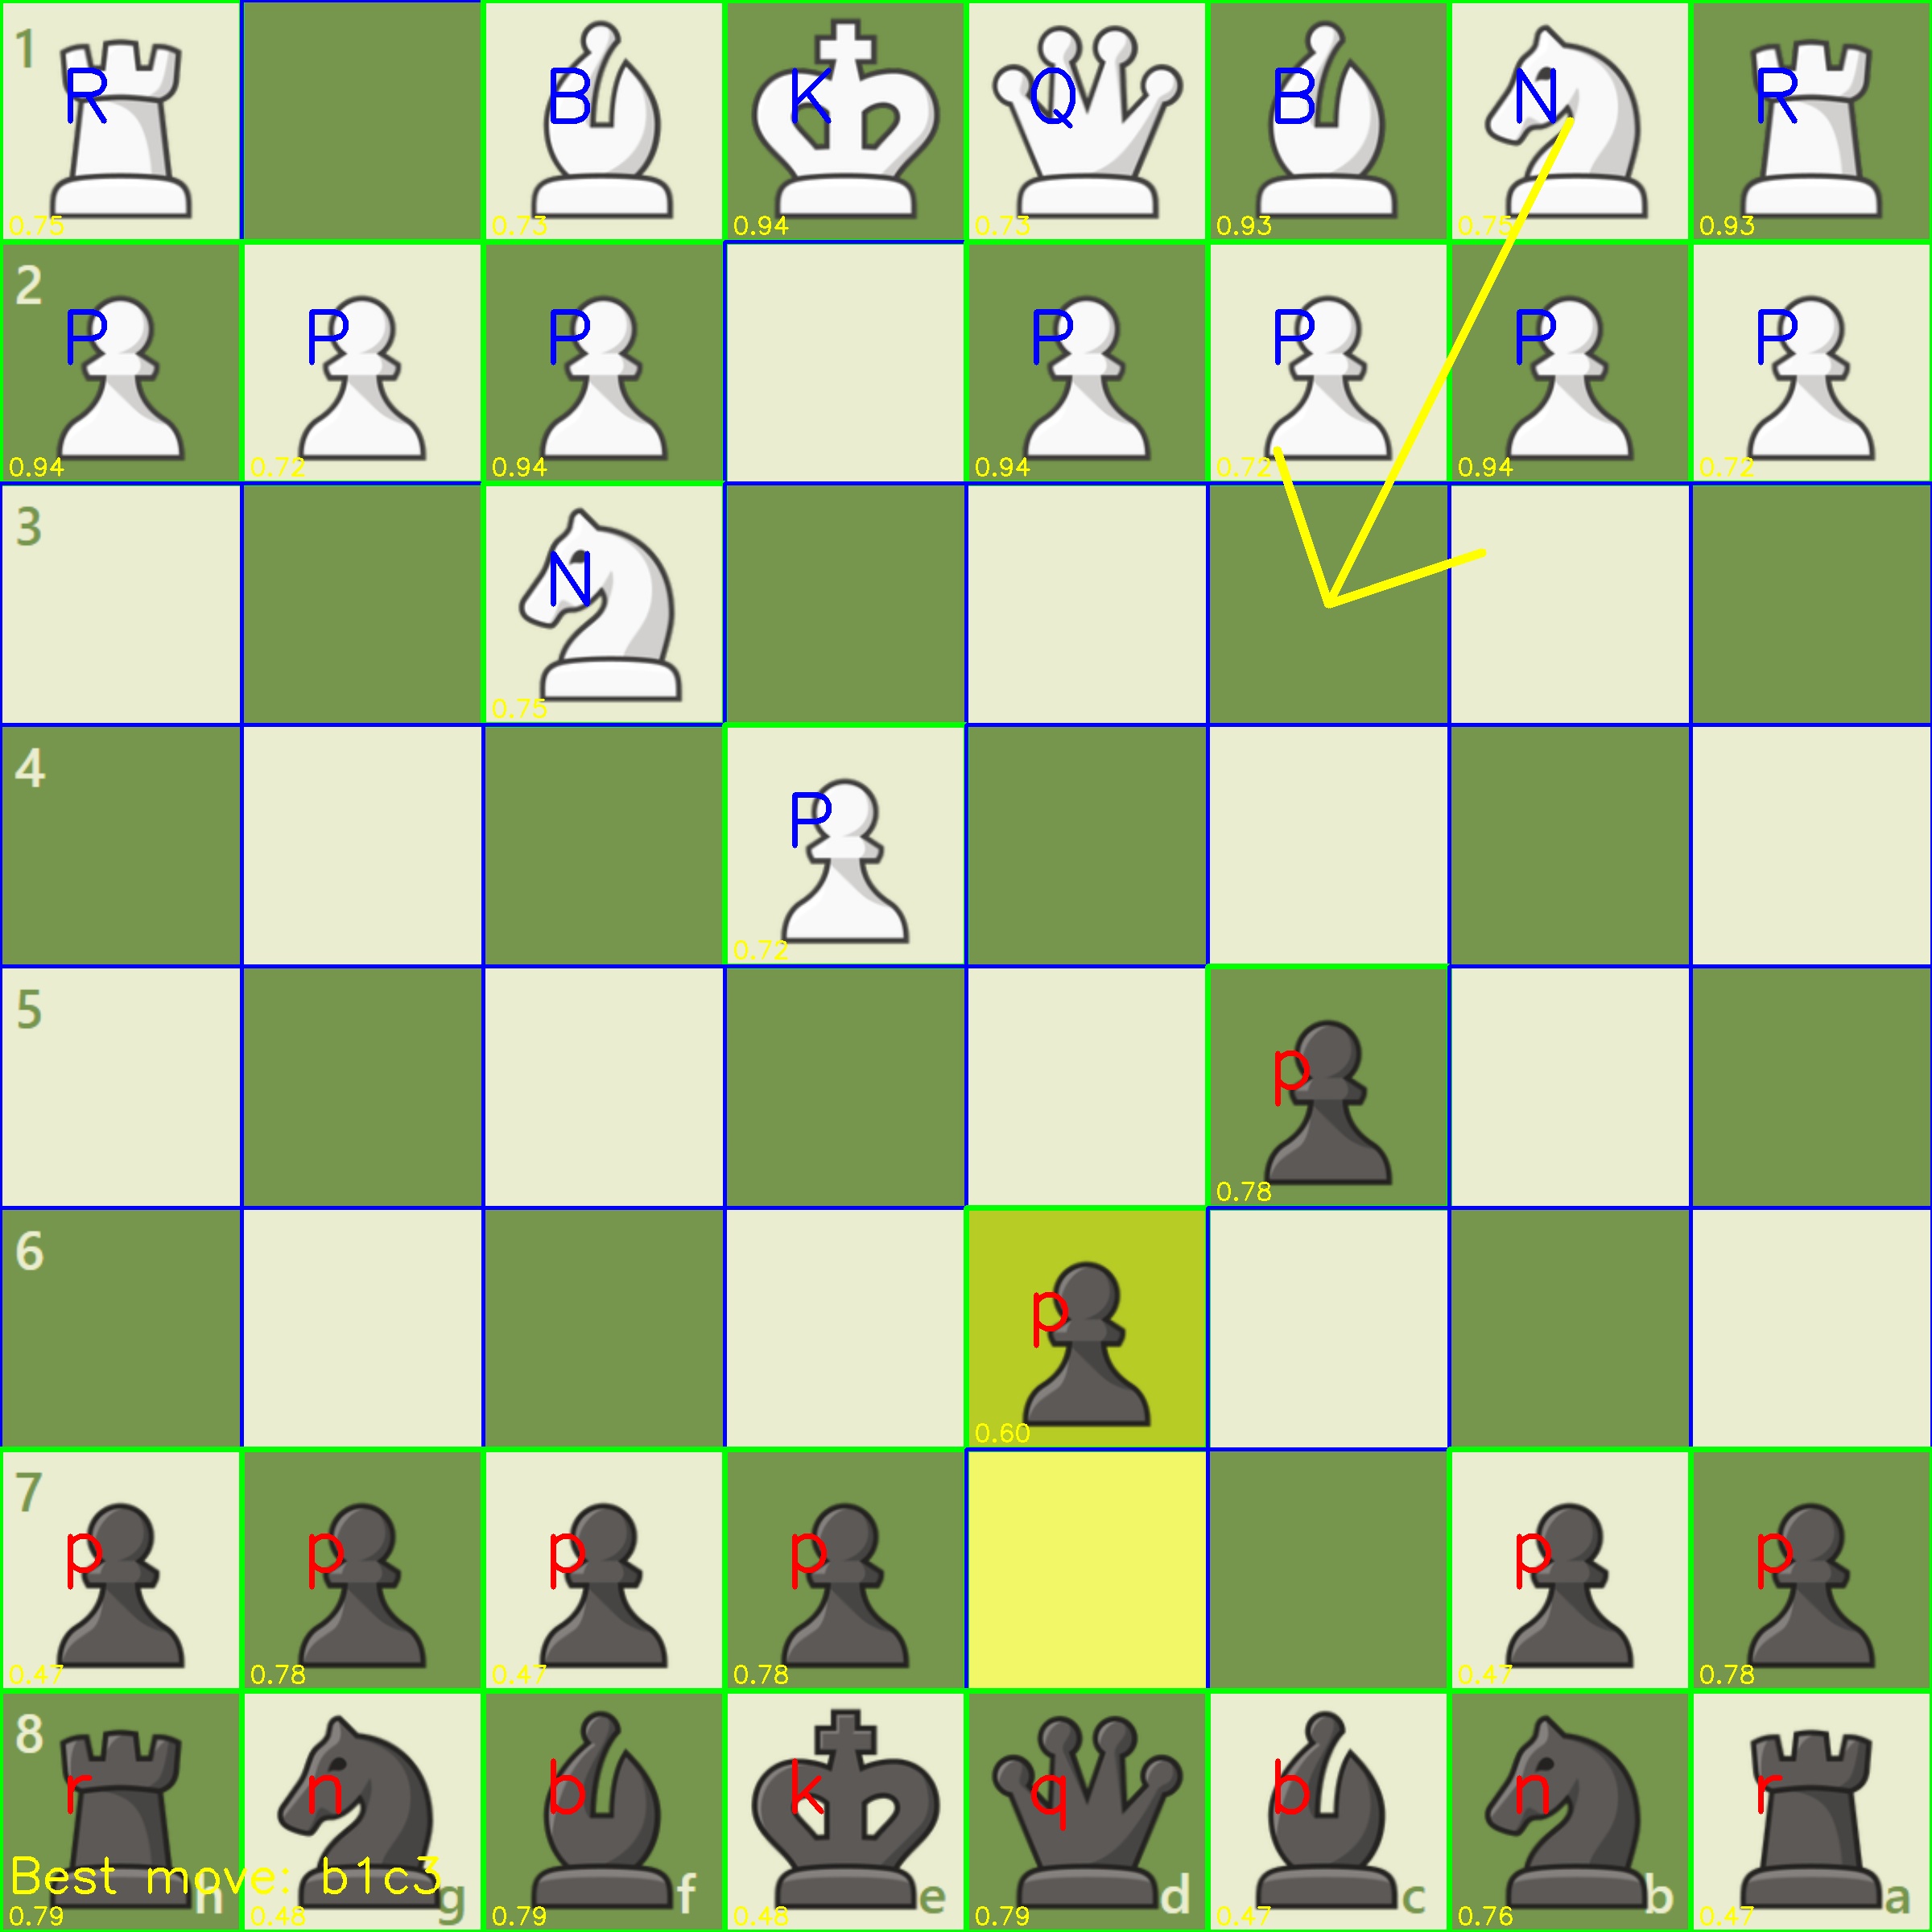 1 R B K Q B N R
0.75 0.73 0.94 0.73 0.93 0.75 0.93
2 P P P P P P P
0.94 0.72 0.94 0.94 0.72 0.94 0.72
3 N
0.75
4 P
0.72
5 p
0.78
6 p
0.60
7 p p p p p p
0.47 0.78 0.47 0.78 0.47 0.78
8 r n b k q b n r
Best move: b1c3
h g f e d c b a
0.79 0.48 0.79 0.48 0.79 0.47 0.76 0.47